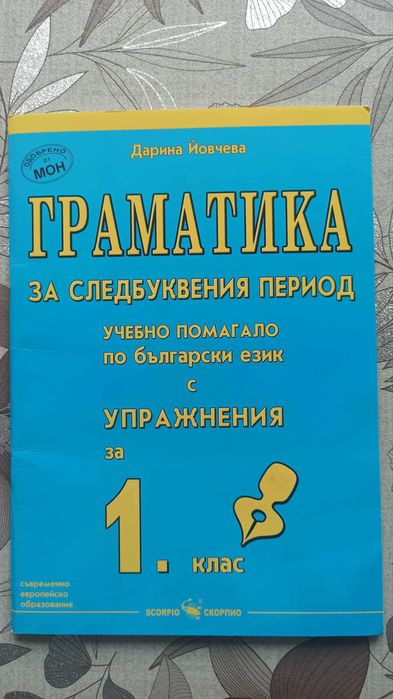 Дарина Йовчева
ОДОБРЕНО
от
МОН
ГРАМАТИКА
ЗА СЛЕДБУКВЕНИЯ ПЕРИОД
УЧЕБНО ПОМАГАЛО
по български език
с
УПРАЖНЕНИЯ
за
1. клас
съвременно
европейско
образование
SCORPIO СКОРПИО